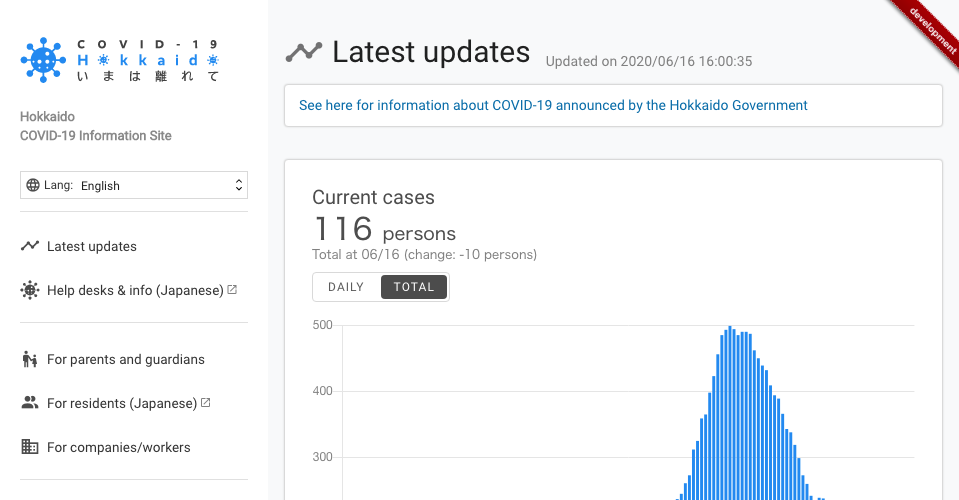 COVID-19
Hokkaido
いまは離れて
Hokkaido
COVID-19 Information Site
Lang: English
Latest updates
Help desks & info (Japanese)
For parents and guardians
For residents (Japanese)
For companies/workers
development
Latest updates
Updated on 2020/06/16 16:00:35
See here for information about COVID-19 announced by the Hokkaido Government
Current cases
116 persons
Total at 06/16 (change: -10 persons)
DAILY
TOTAL
500
400
300